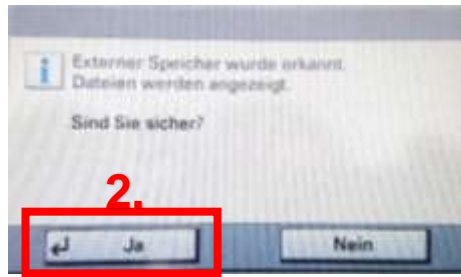 Externer Speicher wurde erkannt.
Dateien werden angezeigt.
Sind Sie sicher?
2.
Ja
Nein